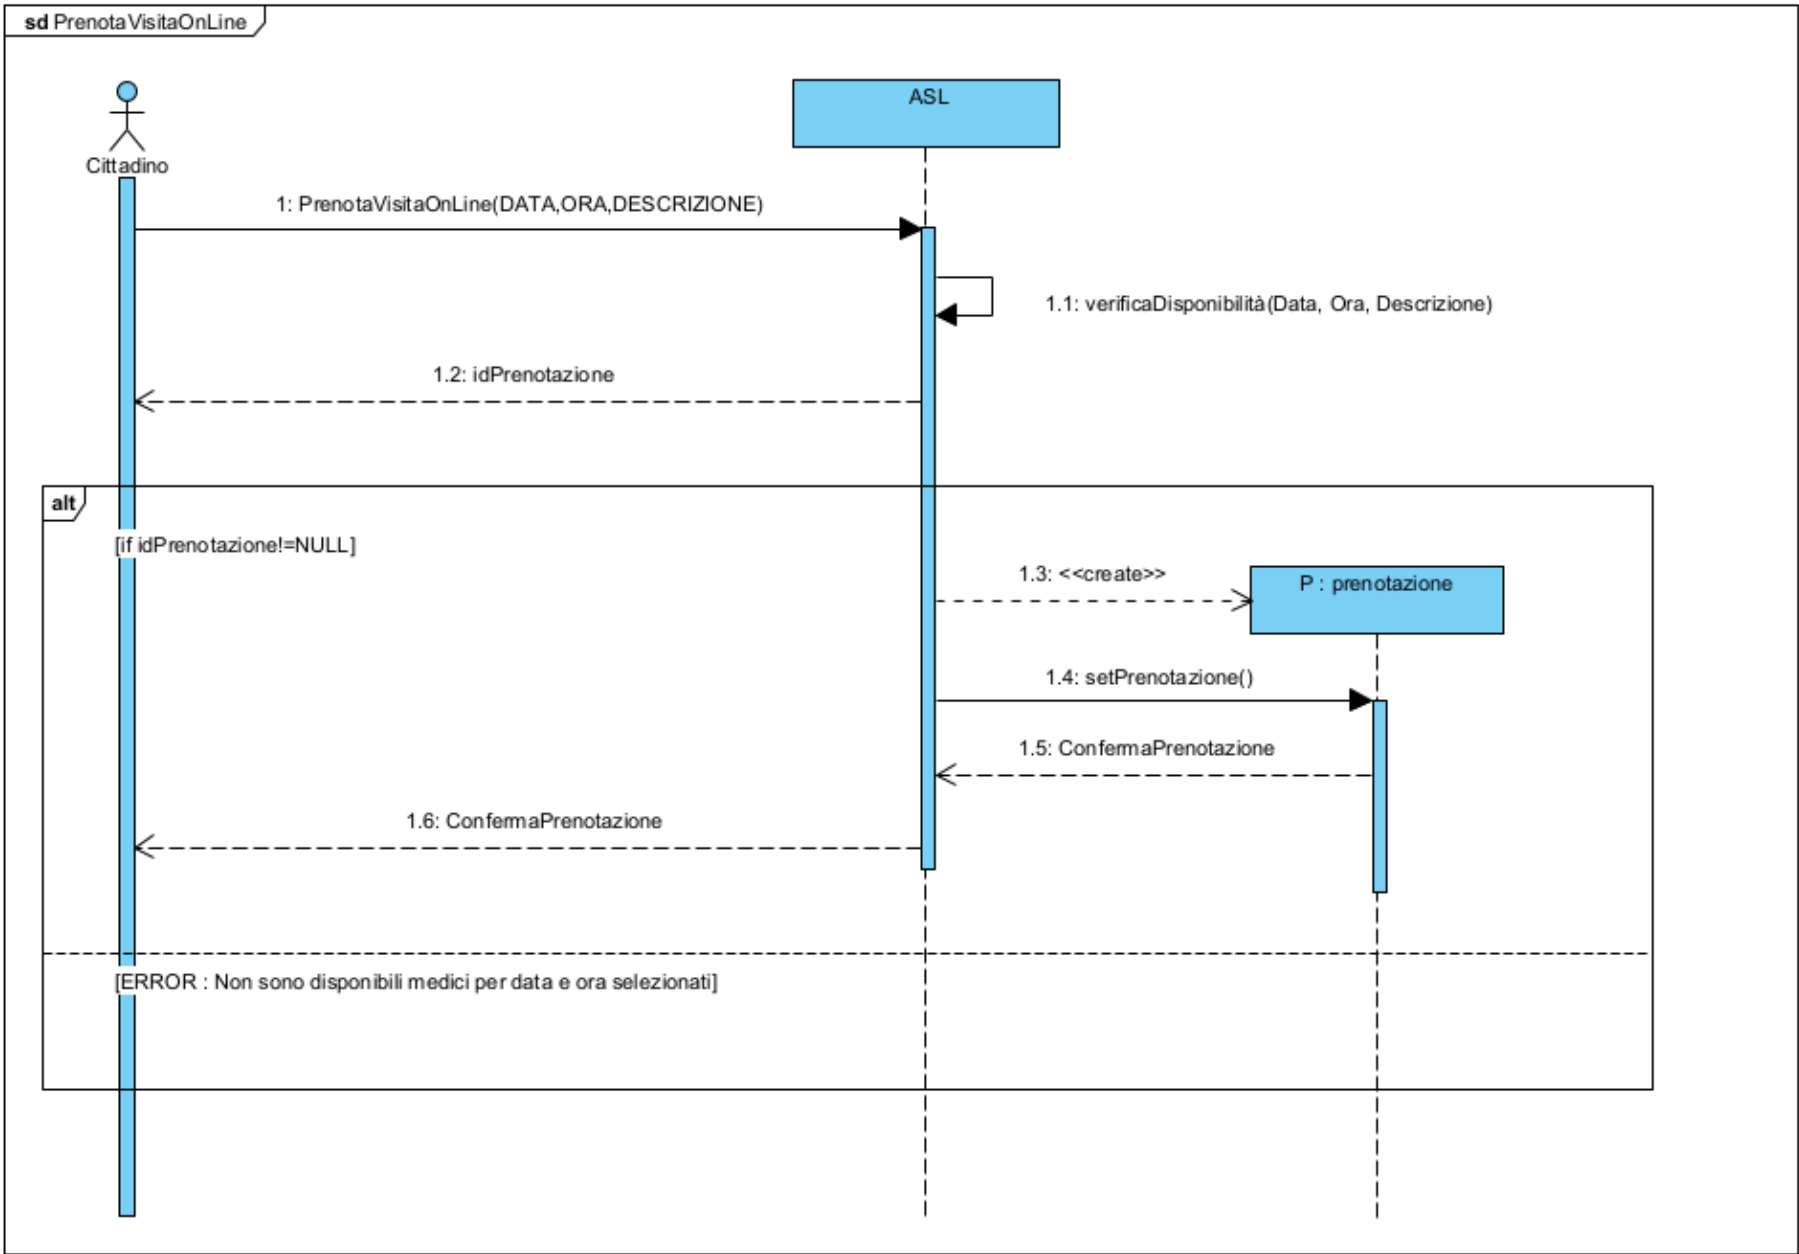 sd PrenotaVisitaOnLine
ASL
Cittadino
1: PrenotaVisitaOnLine(DATA,ORA,DESCRIZIONE)
1.1: verificaDisponibilità(Data, Ora, Descrizione)
1.2: idPrenotazione
alt
[if idPrenotazione!=NULL]
1.3: <<create>>
P : prenotazione
1.4: setPrenotazione()
1.5: ConfermaPrenotazione
1.6: ConfermaPrenotazione
[ERROR : Non sono disponibili medici per data e ora selezionati]